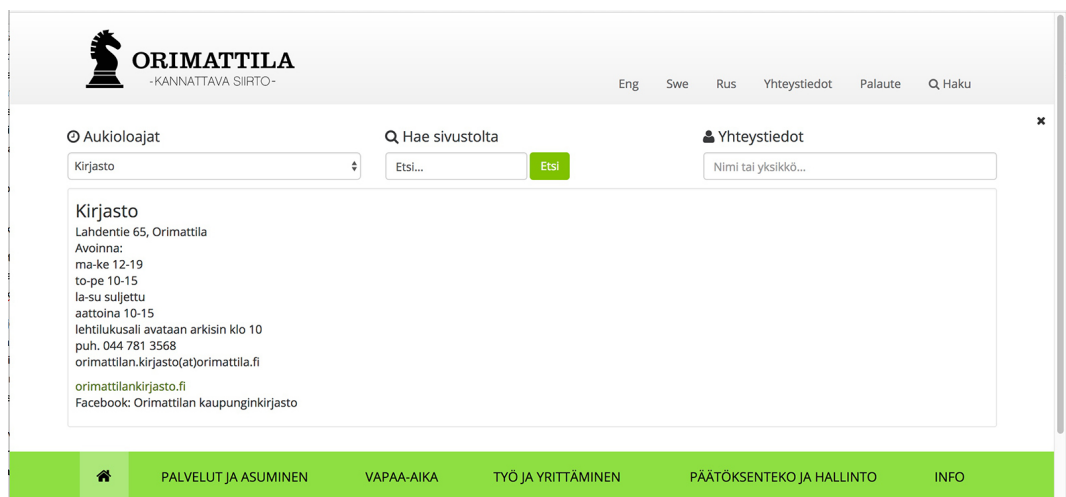 ORIMATTILA
-KANNATTAVA SIIRTO-
Eng Swe Rus Yhteystiedot Palaute Haku
Aukioloajat
Kirjasto
Hae sivustolta
Etsi... Etsi
Yhteystiedot
Nimi tai yksikkö...
Kirjasto
Lahdentie 65, Orimattila
Avoinna:
ma-ke 12-19
to-pe 10-15
la-su suljettu
aattoina 10-15
lehtilukusali avataan arkisin klo 10
puh. 044 781 3568
orimattilan.kirjasto(at)orimattila.fi
orimattilankirjasto.fi
Facebook: Orimattilan kaupunginkirjasto
PALVELUT JA ASUMINEN VAPAA-AIKA TYÖ JA YRITTÄMINEN PÄÄTÖKSENTEKO JA HALLINTO INFO